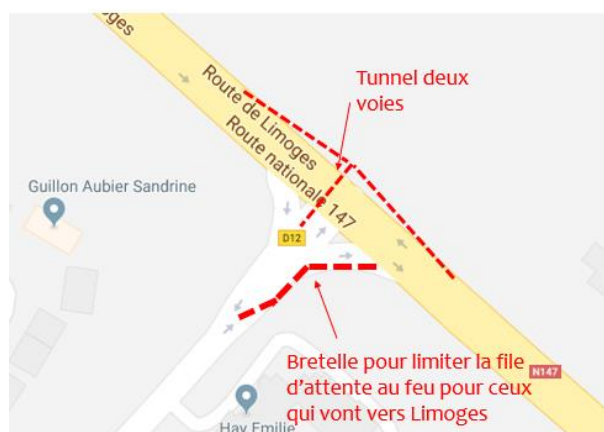 oges
Tunnel deux
voies
Route de Limoges
Route nationale 147
Guillon Aubier Sandrine
D12
N147
Bretelle pour limiter la file
d'attente au feu pour ceux
qui vont vers Limoges
Hay Emilie